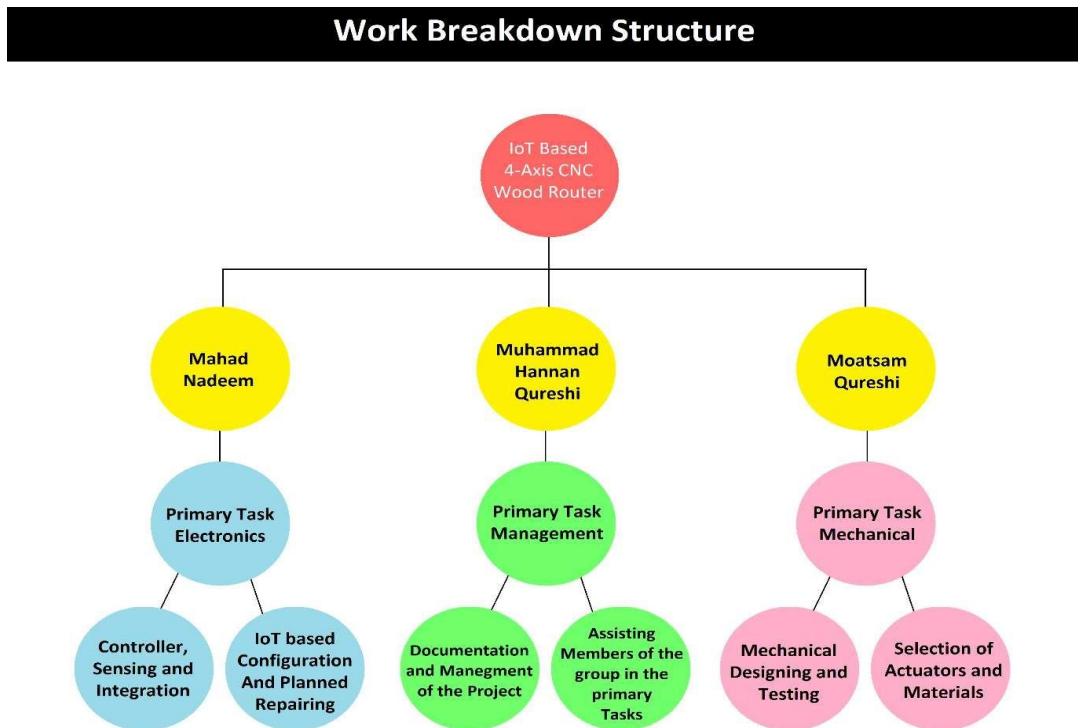 Work Breakdown Structure
IoT Based
4-Axis CNC
Wood Router
Mahad
Nadeem
Muhammad
Hannan
Qureshi
Moatsam
Qureshi
Primary Task
Electronics
Primary Task
Management
Primary Task
Mechanical
Controller,
Sensing and
Integration
IoT based
Configuration
And Planned
Repairing
Documentation
and Manegment
of the Project
Assisting
Members of the
group in the
primary
Tasks
Mechanical
Designing and
Testing
Selection of
Actuators and
Materials